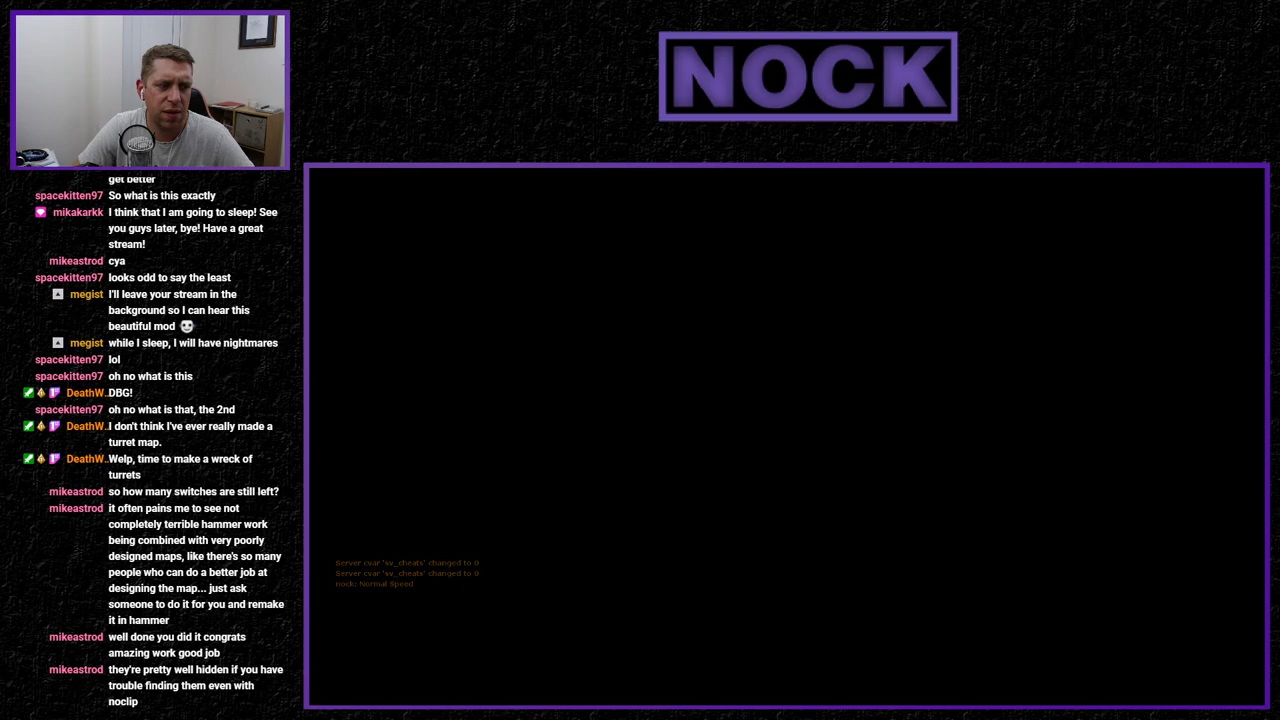 NOCK
get better
spacekitten97 So what is this exactly
mikakarkk I think that I am going to sleep! See
you guys later, bye! Have a great
stream!
mikeastrod cya
spacekitten97 looks odd to say the least
megist I'll leave your stream in the
background so I can hear this
beautiful mod
megist while I sleep, I will have nightmares
spacekitten97 lol
spacekitten97 oh no what is this
DeathW.. DBG!
spacekitten97 oh no what is that, the 2nd
DeathW.. I don't think I've ever really made a
turret map.
DeathW.. Welp, time to make a wreck of
turrets
mikeastrod so how many switches are still left?
mikeastrod it often pains me to see not
completely terrible hammer work
being combined with very poorly
designed maps, like there's so many
people who can do a better job at
designing the map... just ask
someone to do it for you and remake
it in hammer
mikeastrod well done you did it congrats
amazing work good job
mikeastrod they're pretty well hidden if you have
trouble finding them even with
noclip
Server cvar 'sv_cheats' changed to 0
Server cvar 'sv_cheats' changed to 0
nock: Normal Speed